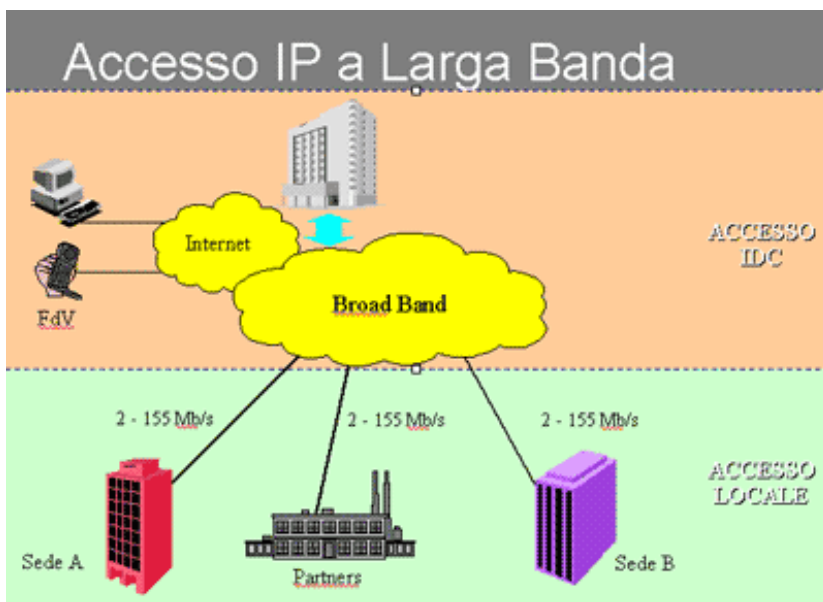 Accesso IP a Larga Banda
Internet
ACCESSO
IDC
Broad Band
FdV
2 - 155 Mb/s
2 - 155 Mb/s
2 - 155 Mb/s
ACCESSO
LOCALE
Sede A
Partners
Sede B